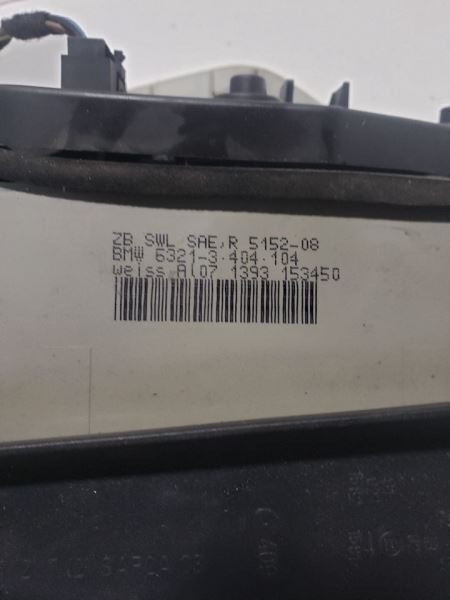 ZB SWL SAE,R 5152-08
BMW 6321-3·404·104
weiss Al07 1393 153450